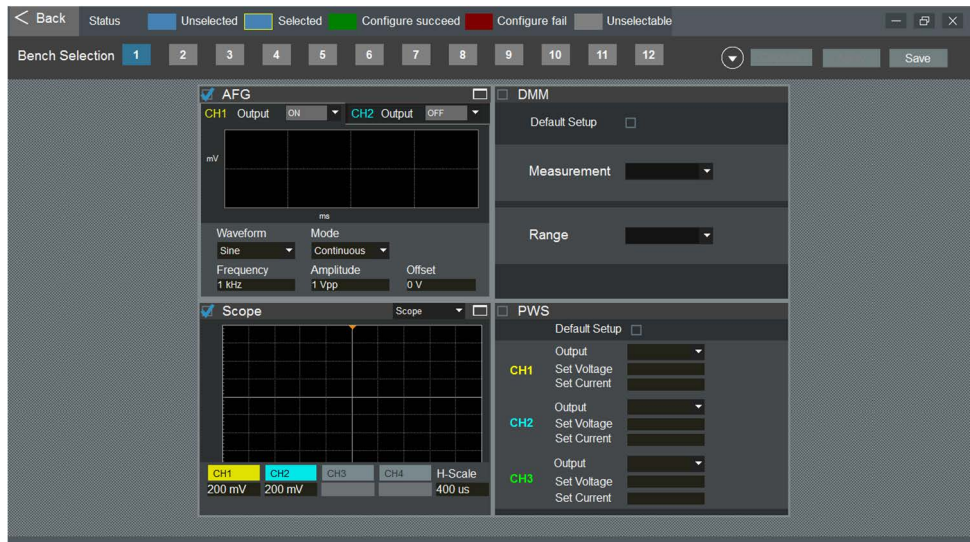 Back Status Unselected Selected Configure succeed Configure fail Unselectable
Bench Selection 1 2 3 4 5 6 7 8 9 10 11 12 Save
AFG
CH1 Output ON CH2 Output OFF
mV
ms
Waveform Mode
Sine Continuous
Frequency Amplitude Offset
1 kHz 1 Vpp 0 V
DMM
Default Setup
Measurement
Range
Scope Scope
CH1 CH2 CH3 CH4 H-Scale
200 mV 200 mV 400 us
PWS
Default Setup
Output
CH1 Set Voltage
Set Current
Output
CH2 Set Voltage
Set Current
Output
CH3 Set Voltage
Set Current